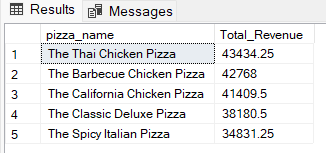 Results Messages
pizza_name Total_Revenue
1 The Thai Chicken Pizza 43434.25
2 The Barbecue Chicken Pizza 42768
3 The California Chicken Pizza 41409.5
4 The Classic Deluxe Pizza 38180.5
5 The Spicy Italian Pizza 34831.25